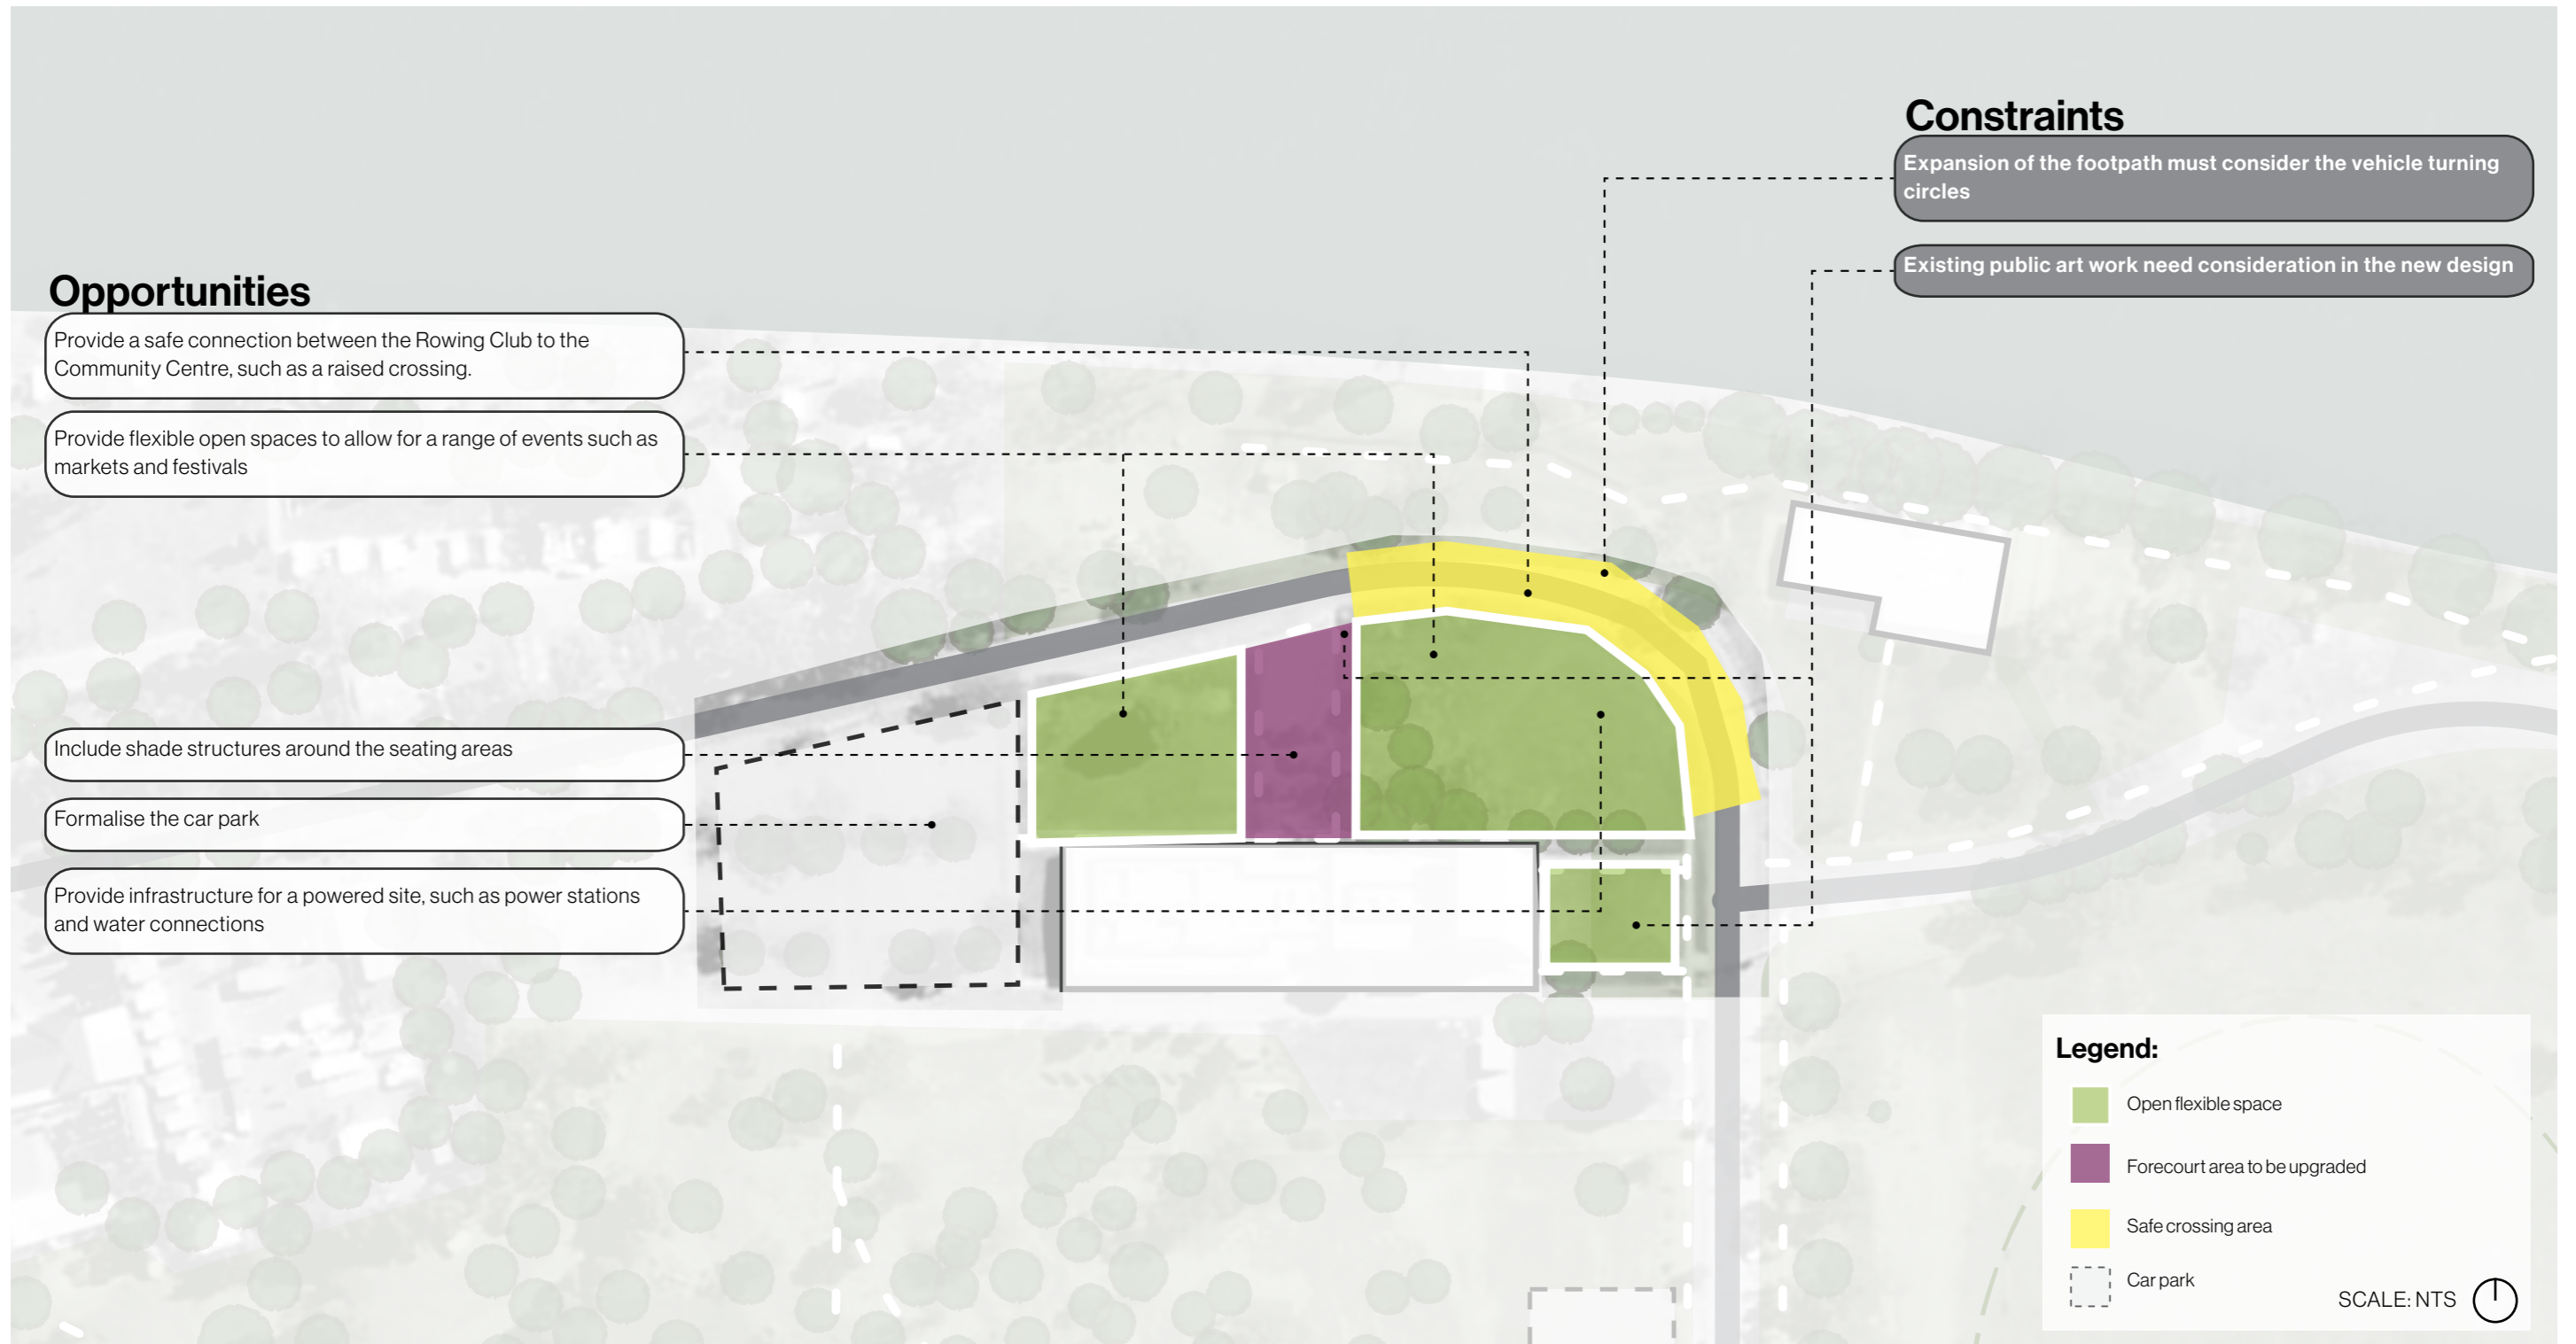 Constraints
Expansion of the footpath must consider the vehicle turning
circles
Existing public art work need consideration in the new design
Opportunities
Provide a safe connection between the Rowing Club to the
Community Centre, such as a raised crossing.
Provide flexible open spaces to allow for a range of events such as
markets and festivals
Include shade structures around the seating areas
Formalise the car park
Provide infrastructure for a powered site, such as power stations
and water connections
Legend:
Open flexible space
Forecourt area to be upgraded
Safe crossing area
Car park
SCALE: NTS